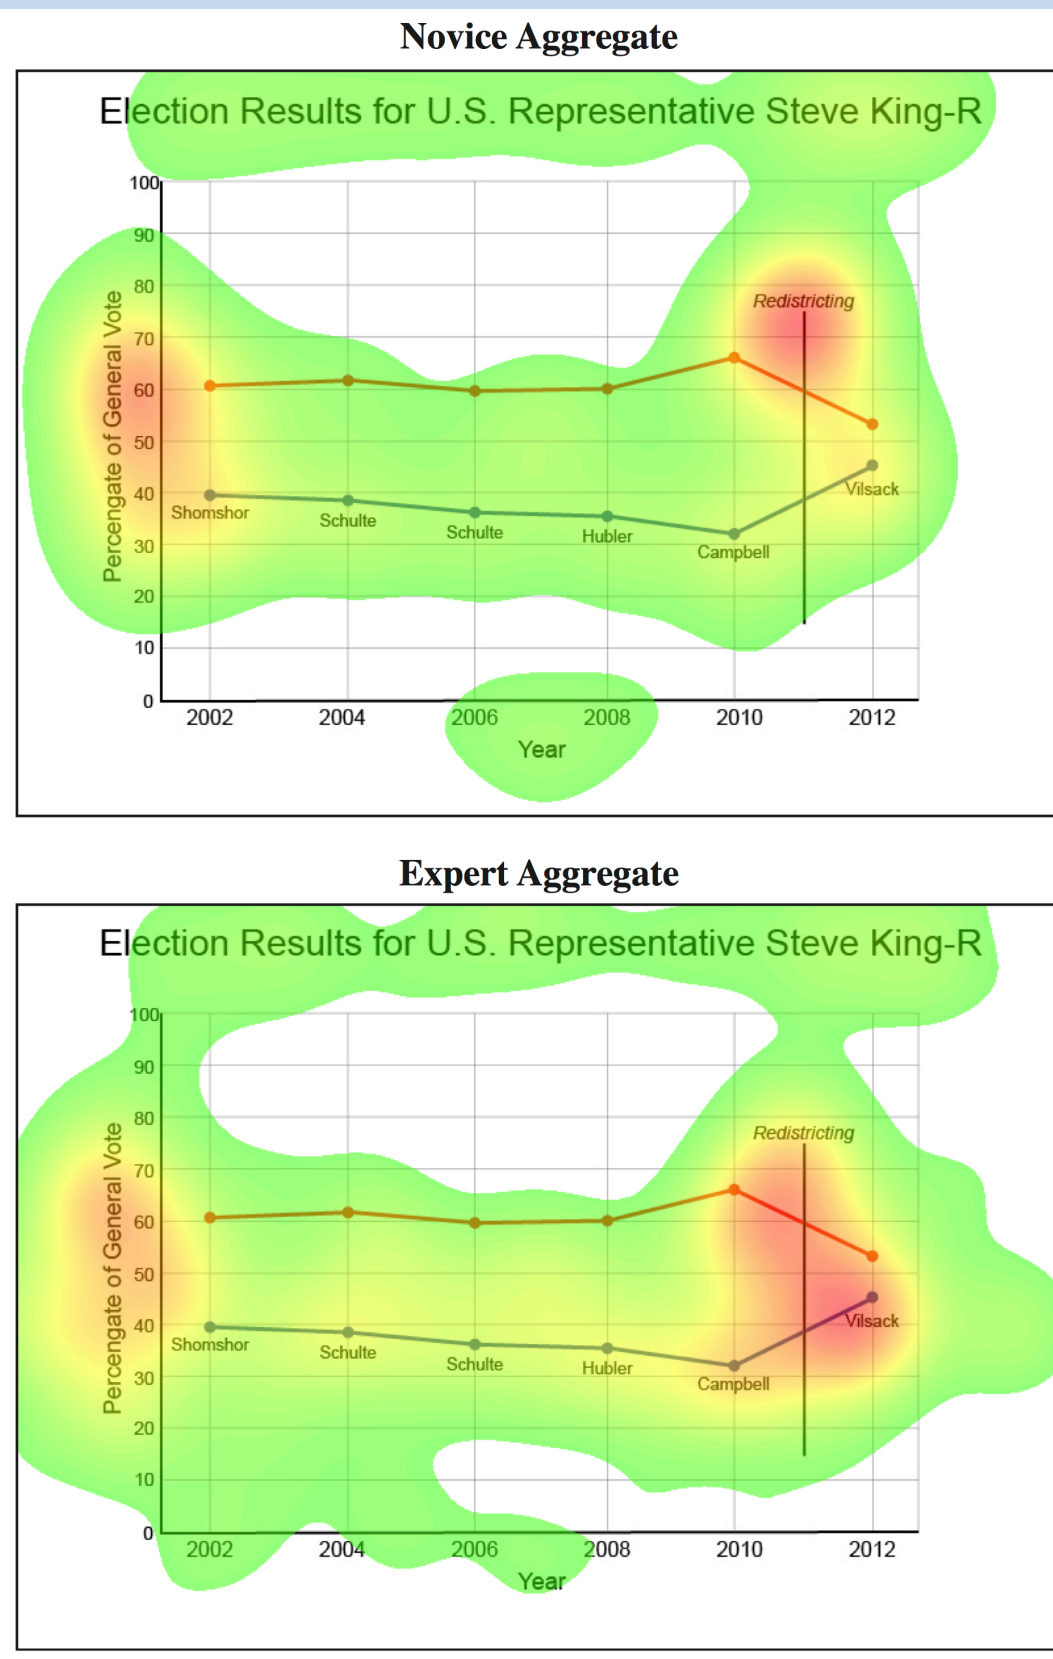 Novice Aggregate
Election Results for U.S. Representative Steve King-R
100
90
80
Redistricting
70
60
50
40
Vilsack
Shomshor
Schulte
Schulte
Hubler
Campbell
30
20
10
0
Percengate of General Vote
2002 2004 2006 2008 2010 2012
Year
Expert Aggregate
Election Results for U.S. Representative Steve King-R
100
90
80
Redistricting
70
60
50
40
Vilsack
Shomshor
Schulte
Schulte
Hubler
Campbell
30
20
10
0
Percengate of General Vote
2002 2004 2006 2008 2010 2012
Year